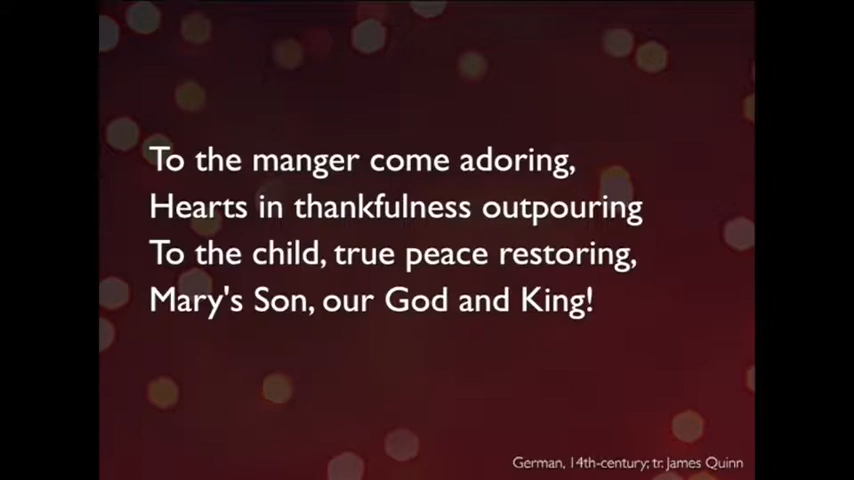 To the manger come adoring,
Hearts in thankfulness outpouring
To the child, true peace restoring,
Mary's Son, our God and King!
German, 14th-century; tr. James Quinn